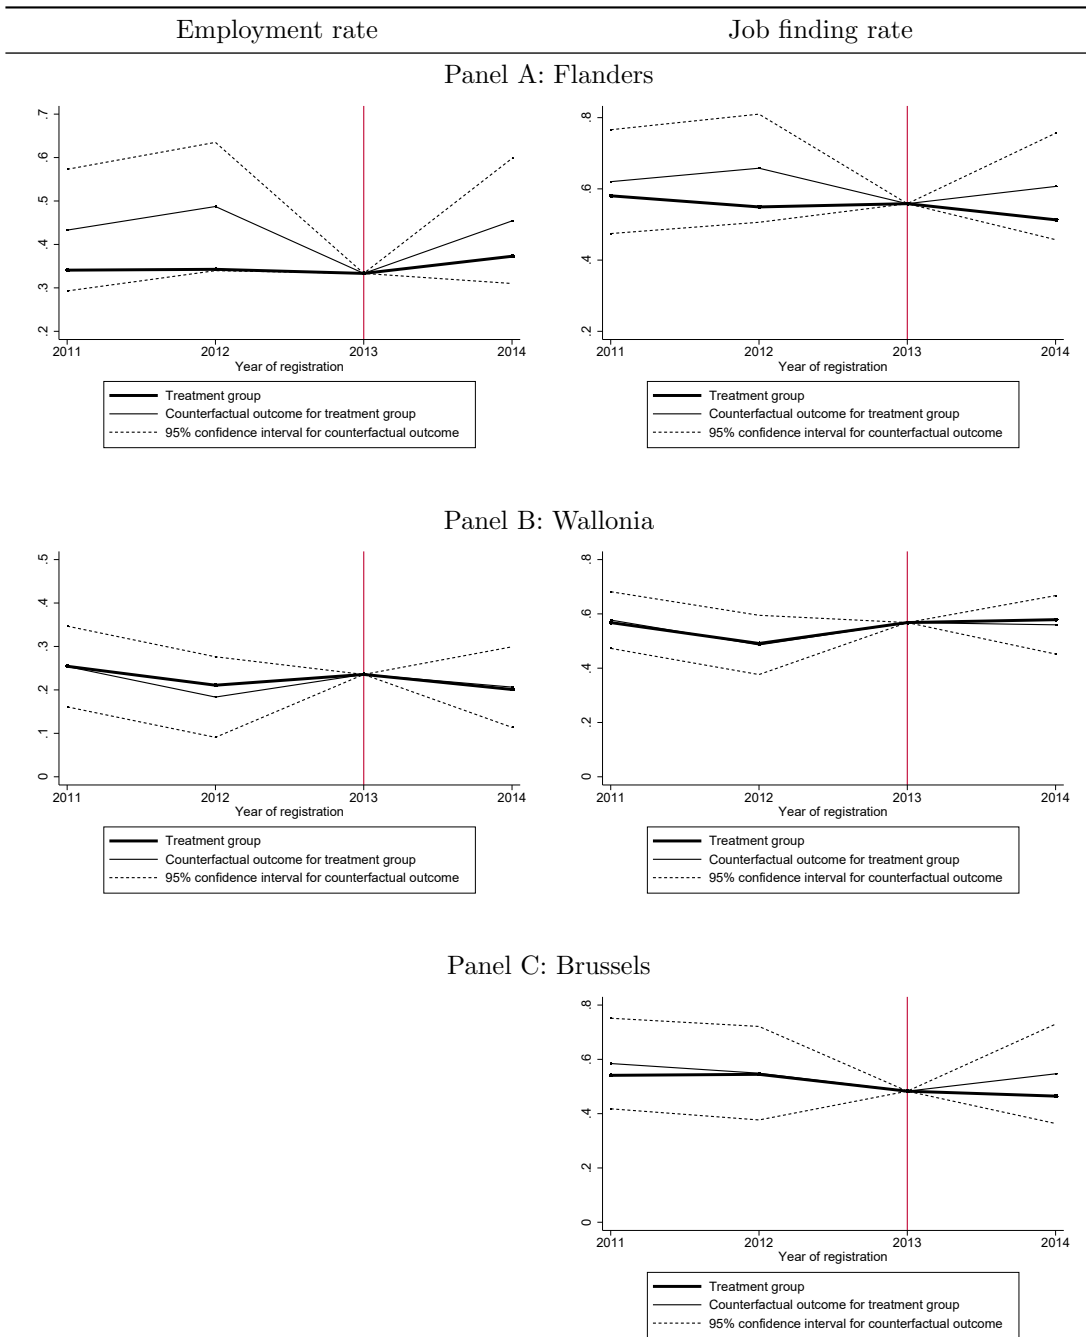 Employment rate Job finding rate
Panel A: Flanders
.7
.6
.5
.4
.3
.2
2011 2012 2013 2014
Year of registration
Treatment group
Counterfactual outcome for treatment group
95% confidence interval for counterfactual outcome
.8
.6
.4
.2
2011 2012 2013 2014
Year of registration
Treatment group
Counterfactual outcome for treatment group
95% confidence interval for counterfactual outcome
Panel B: Wallonia
.5
.4
.3
.2
.1
0
2011 2012 2013 2014
Year of registration
Treatment group
Counterfactual outcome for treatment group
95% confidence interval for counterfactual outcome
.8
.6
.4
.2
0
2011 2012 2013 2014
Year of registration
Treatment group
Counterfactual outcome for treatment group
95% confidence interval for counterfactual outcome
Panel C: Brussels
.8
.6
.4
.2
0
2011 2012 2013 2014
Year of registration
Treatment group
Counterfactual outcome for treatment group
95% confidence interval for counterfactual outcome